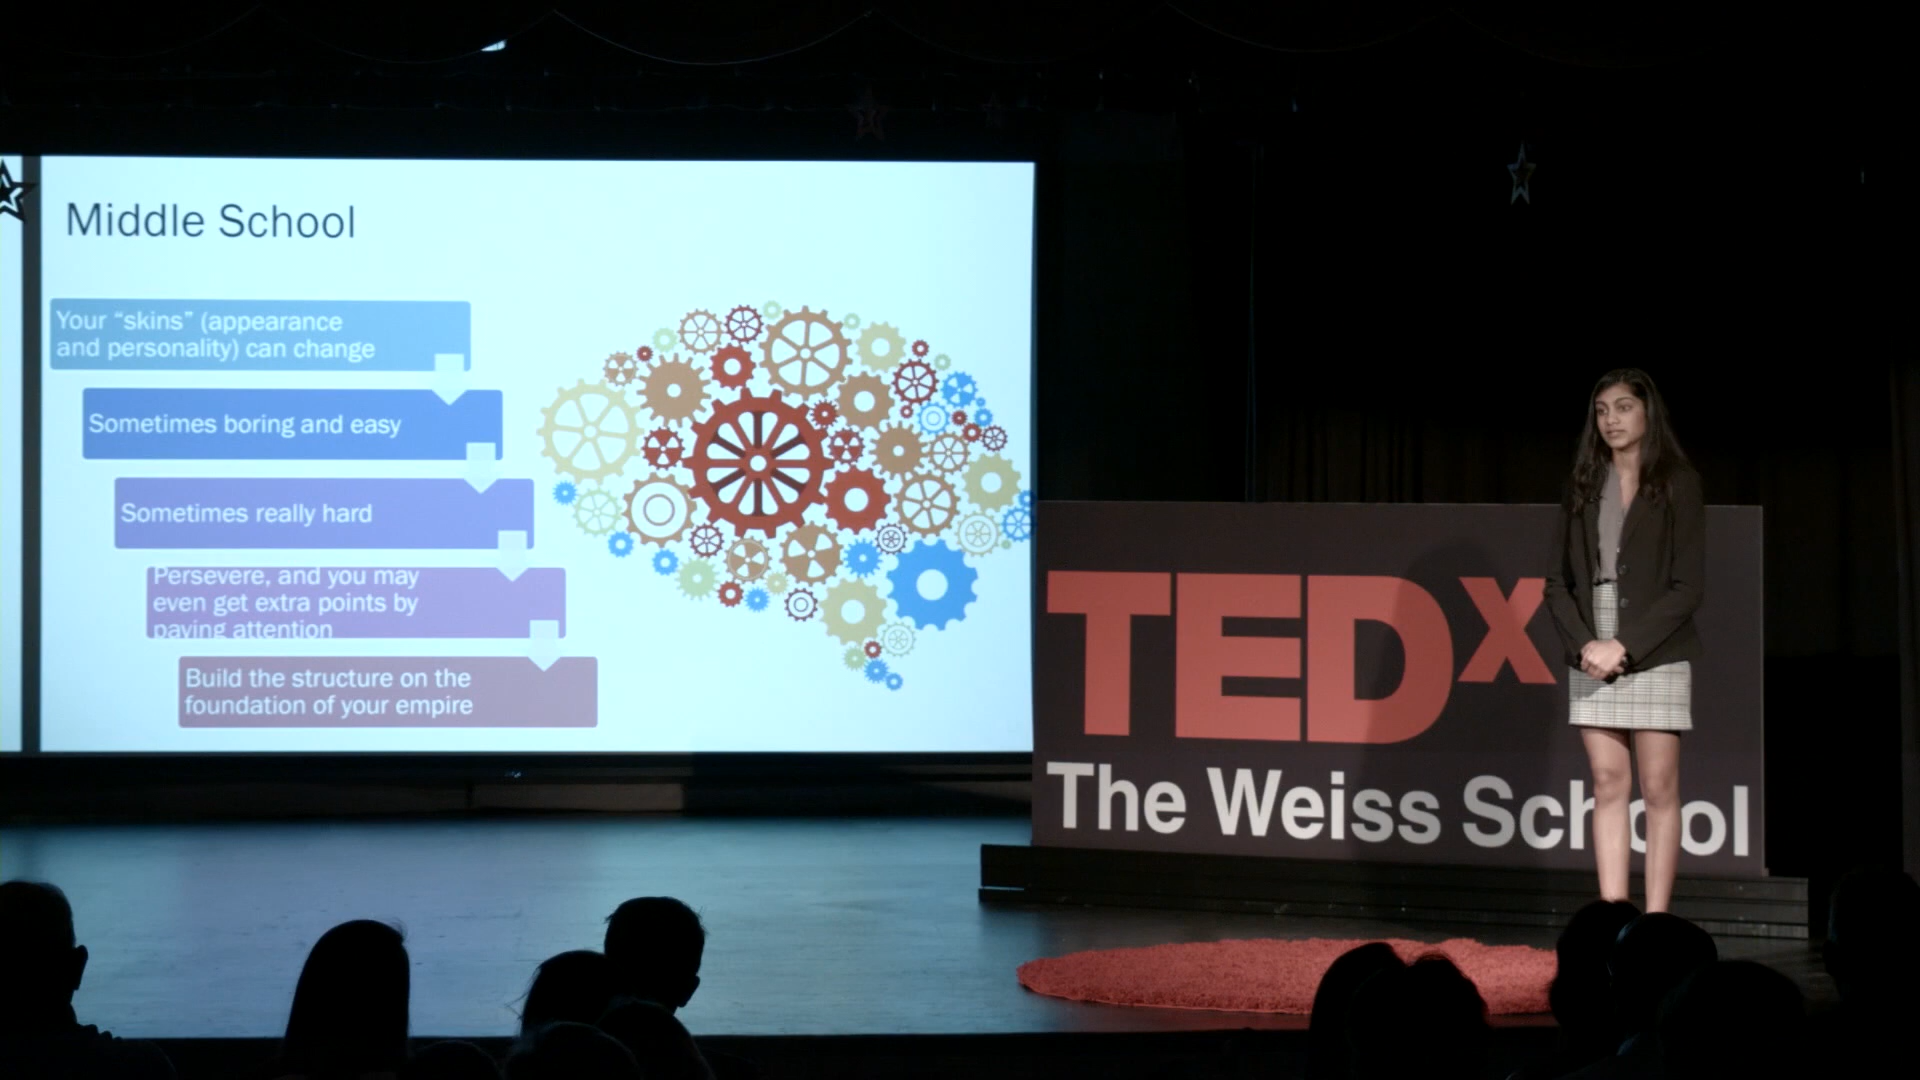 Middle School
Your “skins” (appearance
and personality) can change
Sometimes boring and easy
Sometimes really hard
Persevere, and you may
even get extra points by
paying attention
Build the structure on the
foundation of your empire
TEDx
The Weiss School